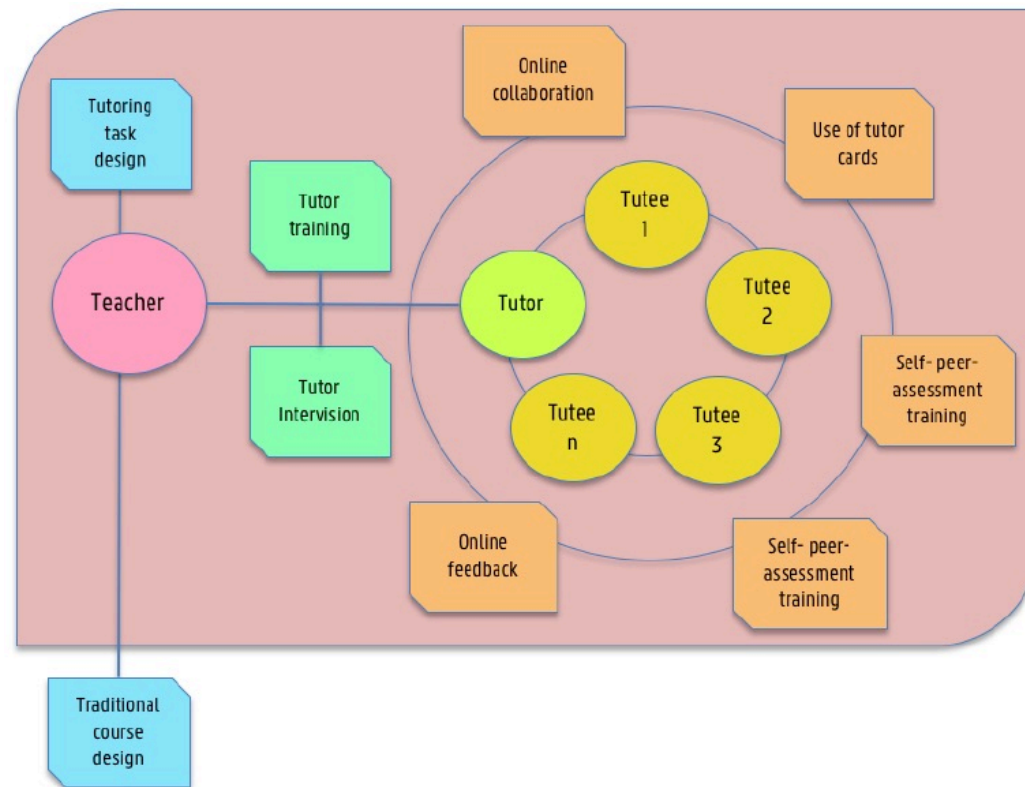 Online
collaboration
Tutoring
task
design
Use of tutor
cards
Tutor
training
Tutee
1
Teacher
Tutor
Tutee
2
Tutor
Intervision
Self- peer-
assessment
training
Tutee
n
Tutee
3
Online
feedback
Self- peer-
assessment
training
Traditional
course
design